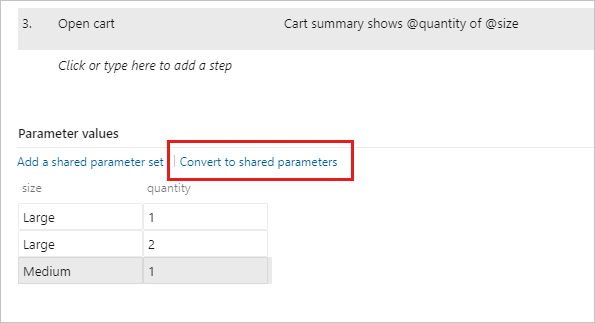 3. Open cart Cart summary shows @quantity of @size
Click or type here to add a step
Parameter values
Add a shared parameter set | Convert to shared parameters
size quantity
Large 1
Large 2
Medium 1